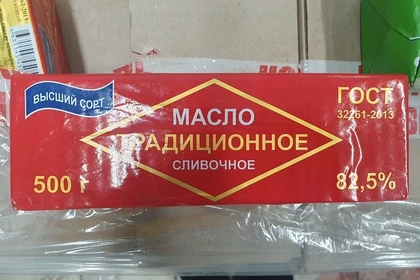 ВЫСШИЙ СОРТ
ГОСТ
32261-2013
МАСЛО
ТРАДИЦИОННОЕ
СЛИВОЧНОЕ
500 г
82,5%